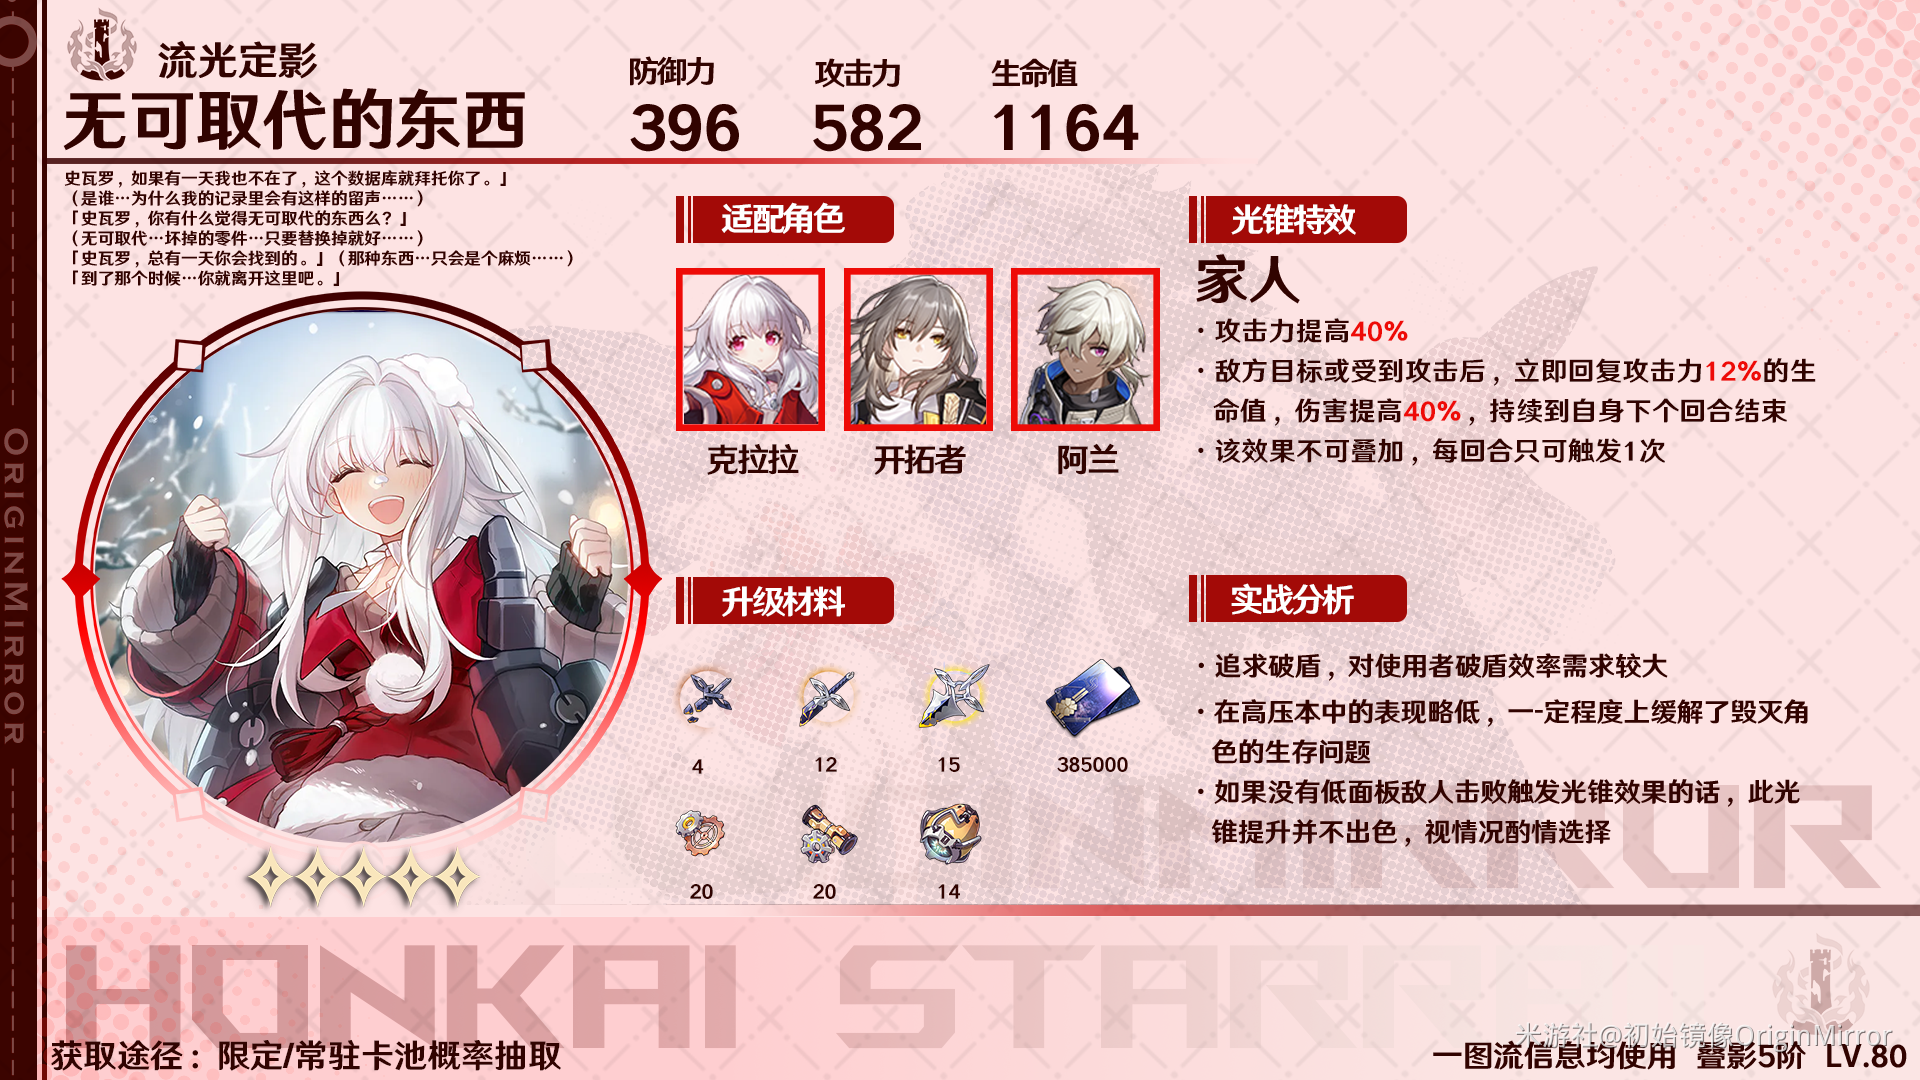 流光定影
无可取代的东西
防御力
396
攻击力
582
生命值
1164
史瓦罗，如果有一天我也不在了，这个数据库就拜托你了。』
（是谁…为什么我的记录里会有这样的留声……）
「史瓦罗，你有什么觉得无可取代的东西么？』
（无可取代…坏掉的零件…只要替换掉就好……）
「史瓦罗，总有一天你会找到的。』（那种东西…只会是个麻烦……）
「到了那个时候…你就离开这里吧。』
适配角色
克拉拉
开拓者
阿兰
光锥特效
家人
·攻击力提高40%
·敌方目标或受到攻击后，立即回复攻击力12%的生
命值，伤害提高40%，持续到自身下个回合结束
·该效果不可叠加，每回合只可触发1次
升级材料
4
12
15
385000
20
20
14
实战分析
·追求破盾，对使用者破盾效率需求较大
·在高压本中的表现略低，一-定程度上缓解了毁灭角
色的生存问题
·如果没有低面板敌人击败触发光锥效果的话，此光
锥提升并不出色，视情况酌情选择
ORIGINMIRROR
HONKAI STARRAIL
获取途径：限定/常驻卡池概率抽取
米游社@初始镜像OriginMirror
一图流信息均使用 叠影5阶 LV.80